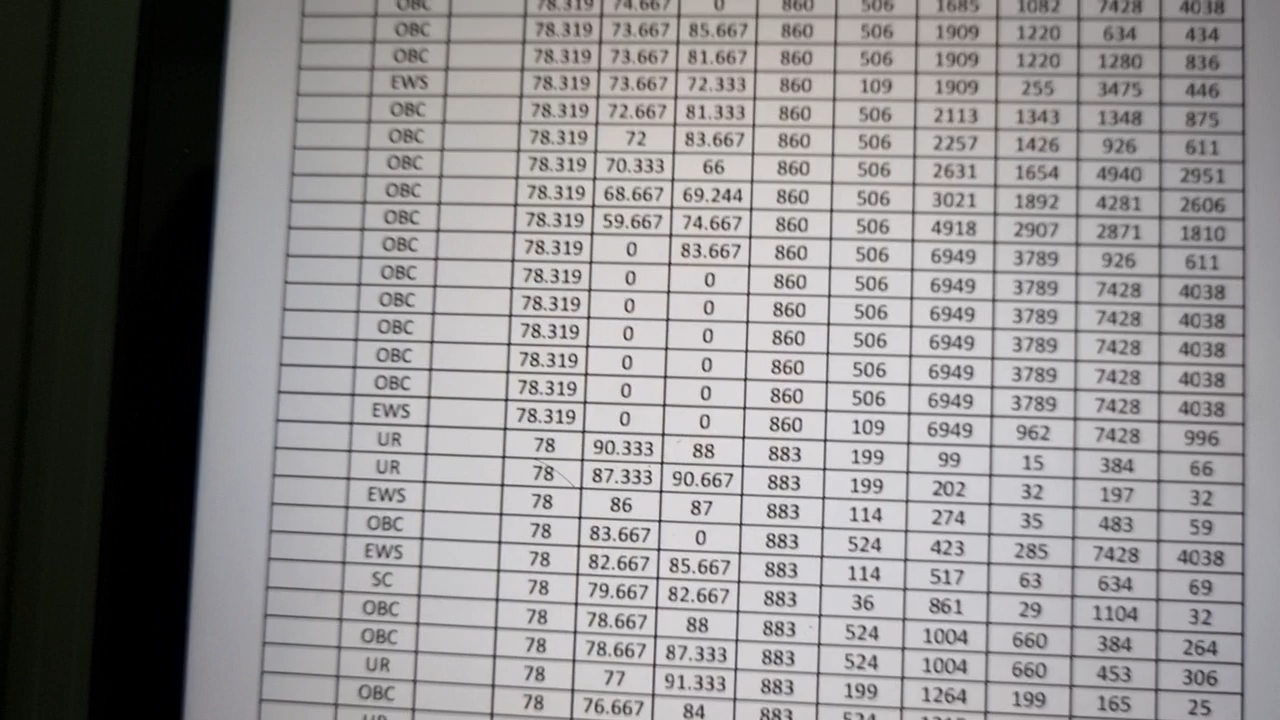 OBC 78.319 74.667 0 860 506 1685 1082 7428 4038
OBC 78.319 73.667 85.667 860 506 1909 1220 634 434
OBC 78.319 73.667 81.667 860 506 1909 1220 1280 836
EWS 78.319 73.667 72.333 860 109 1909 255 3475 446
OBC 78.319 72.667 81.333 860 506 2113 1343 1348 875
OBC 78.319 72 83.667 860 506 2257 1426 926 611
OBC 78.319 70.333 66 860 506 2631 1654 4940 2951
OBC 78.319 68.667 69.244 860 506 3021 1892 4281 2606
OBC 78.319 59.667 74.667 860 506 4918 2907 2871 1810
OBC 78.319 0 83.667 860 506 6949 3789 926 611
OBC 78.319 0 0 860 506 6949 3789 7428 4038
OBC 78.319 0 0 860 506 6949 3789 7428 4038
OBC 78.319 0 0 860 506 6949 3789 7428 4038
OBC 78.319 0 0 860 506 6949 3789 7428 4038
OBC 78.319 0 0 860 506 6949 3789 7428 4038
EWS 78.319 0 0 860 109 6949 962 7428 996
UR 78 90.333 88 883 199 99 15 384 66
UR 78 87.333 90.667 883 199 202 32 197 32
EWS 78 86 87 883 114 274 35 483 59
OBC 78 83.667 0 883 524 423 285 7428 4038
EWS 78 82.667 85.667 883 114 517 63 634 69
SC 78 79.667 82.667 883 36 861 29 1104 32
OBC 78 78.667 88 883 524 1004 660 384 264
OBC 78 78.667 87.333 883 524 1004 660 453 306
UR 78 77 91.333 883 199 1264 199 165 25
OBC 78 76.667 84 883